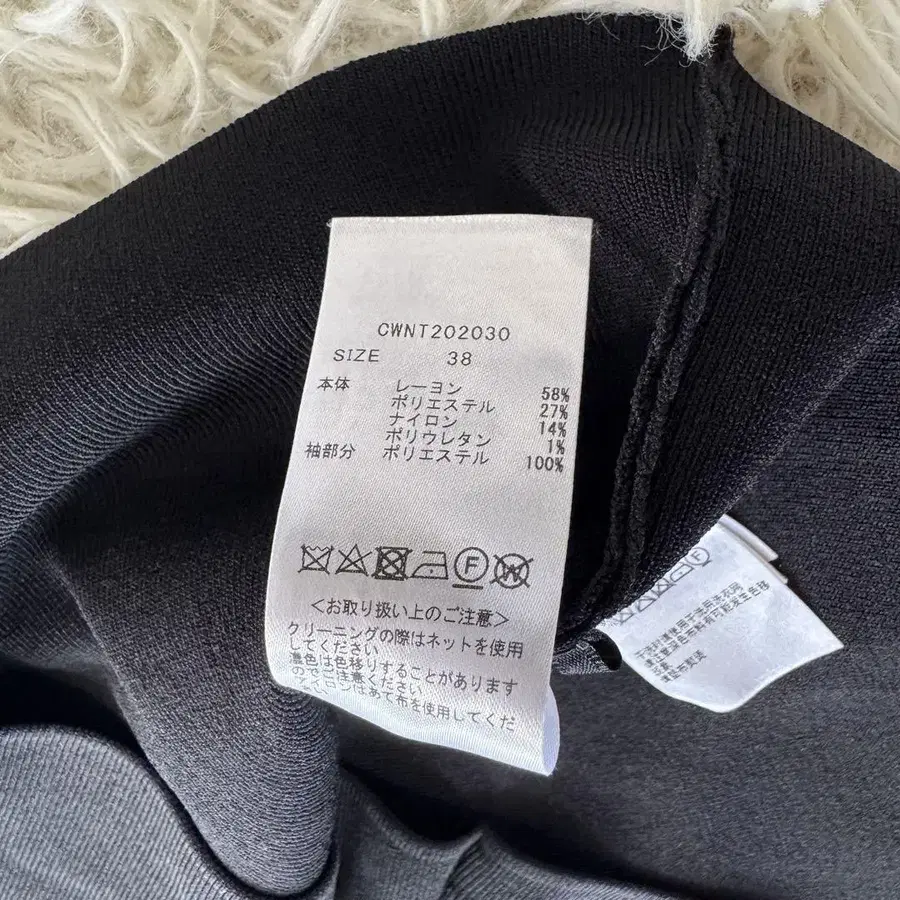 CWNT202030
SIZE 38
本体 レーヨン 58%
ポリエステル 27%
ナイロン 14%
ポリウレタン 1%
袖部分 ポリエステル 100%
F W
<お取り扱い上のご注意>
クリーニングの際はネットを使用
してください
濃色は色移りすることがあります
のでご注意ください
アイロンはあて布を使用してくだ
F